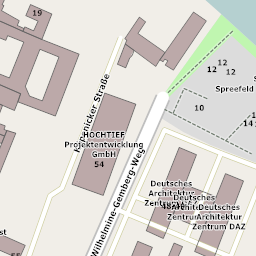 19
12
12 12
12
Spreefeld
10
14
Köpenicker Straße
HOCHTIEF
Projektentwicklung
GmbH
54
Wilhelmine-Gemberg-Weg
Deutsches
Architektur
Zentrum
Deutsches
Architektur
Zentrum DAZ